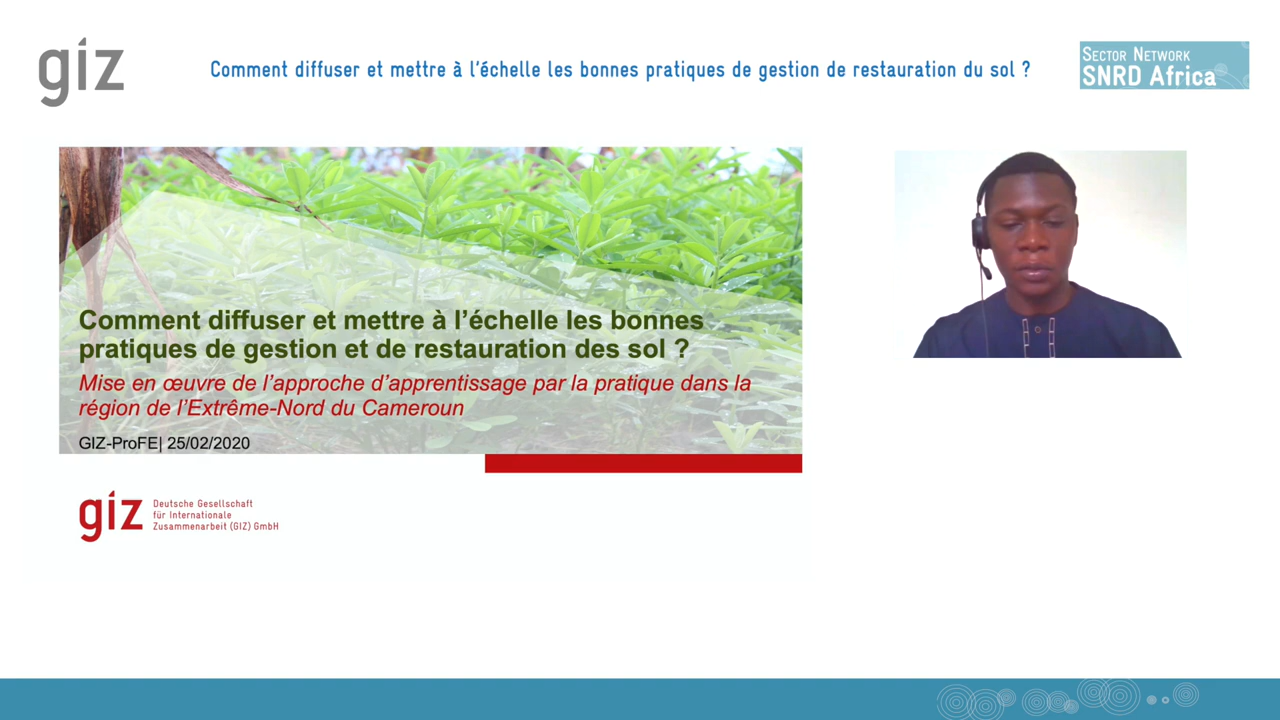 giz
Comment diffuser et mettre à l'échelle les bonnes pratiques de gestion de restauration du sol ?
SECTOR NETWORK
SNRD Africa
Comment diffuser et mettre à l'échelle les bonnes
pratiques de gestion et de restauration des sol ?
Mise en œuvre de l'approche d'apprentissage par la pratique dans la
région de l'Extrême-Nord du Cameroun
GIZ-ProFE| 25/02/2020
giz
Deutsche Gesellschaft
für Internationale
Zusammenarbeit (GIZ) GmbH